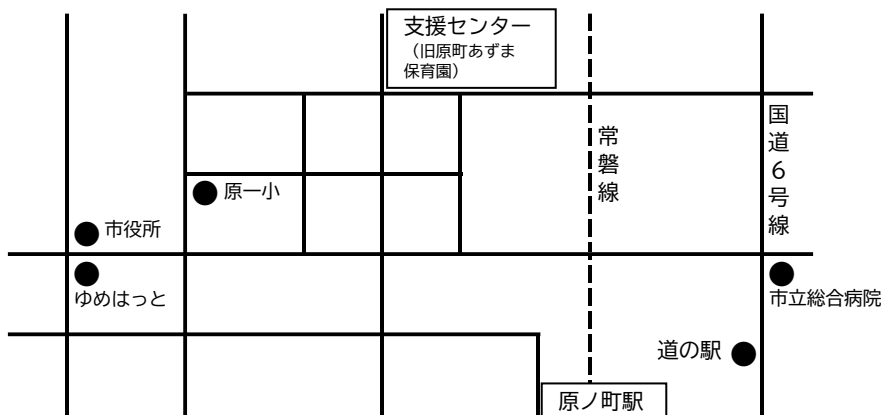 支援センター
（旧原町あずま
保育園）
国道６号線
常磐線
原一小
市役所
ゆめはっと
市立総合病院
道の駅
原ノ町駅